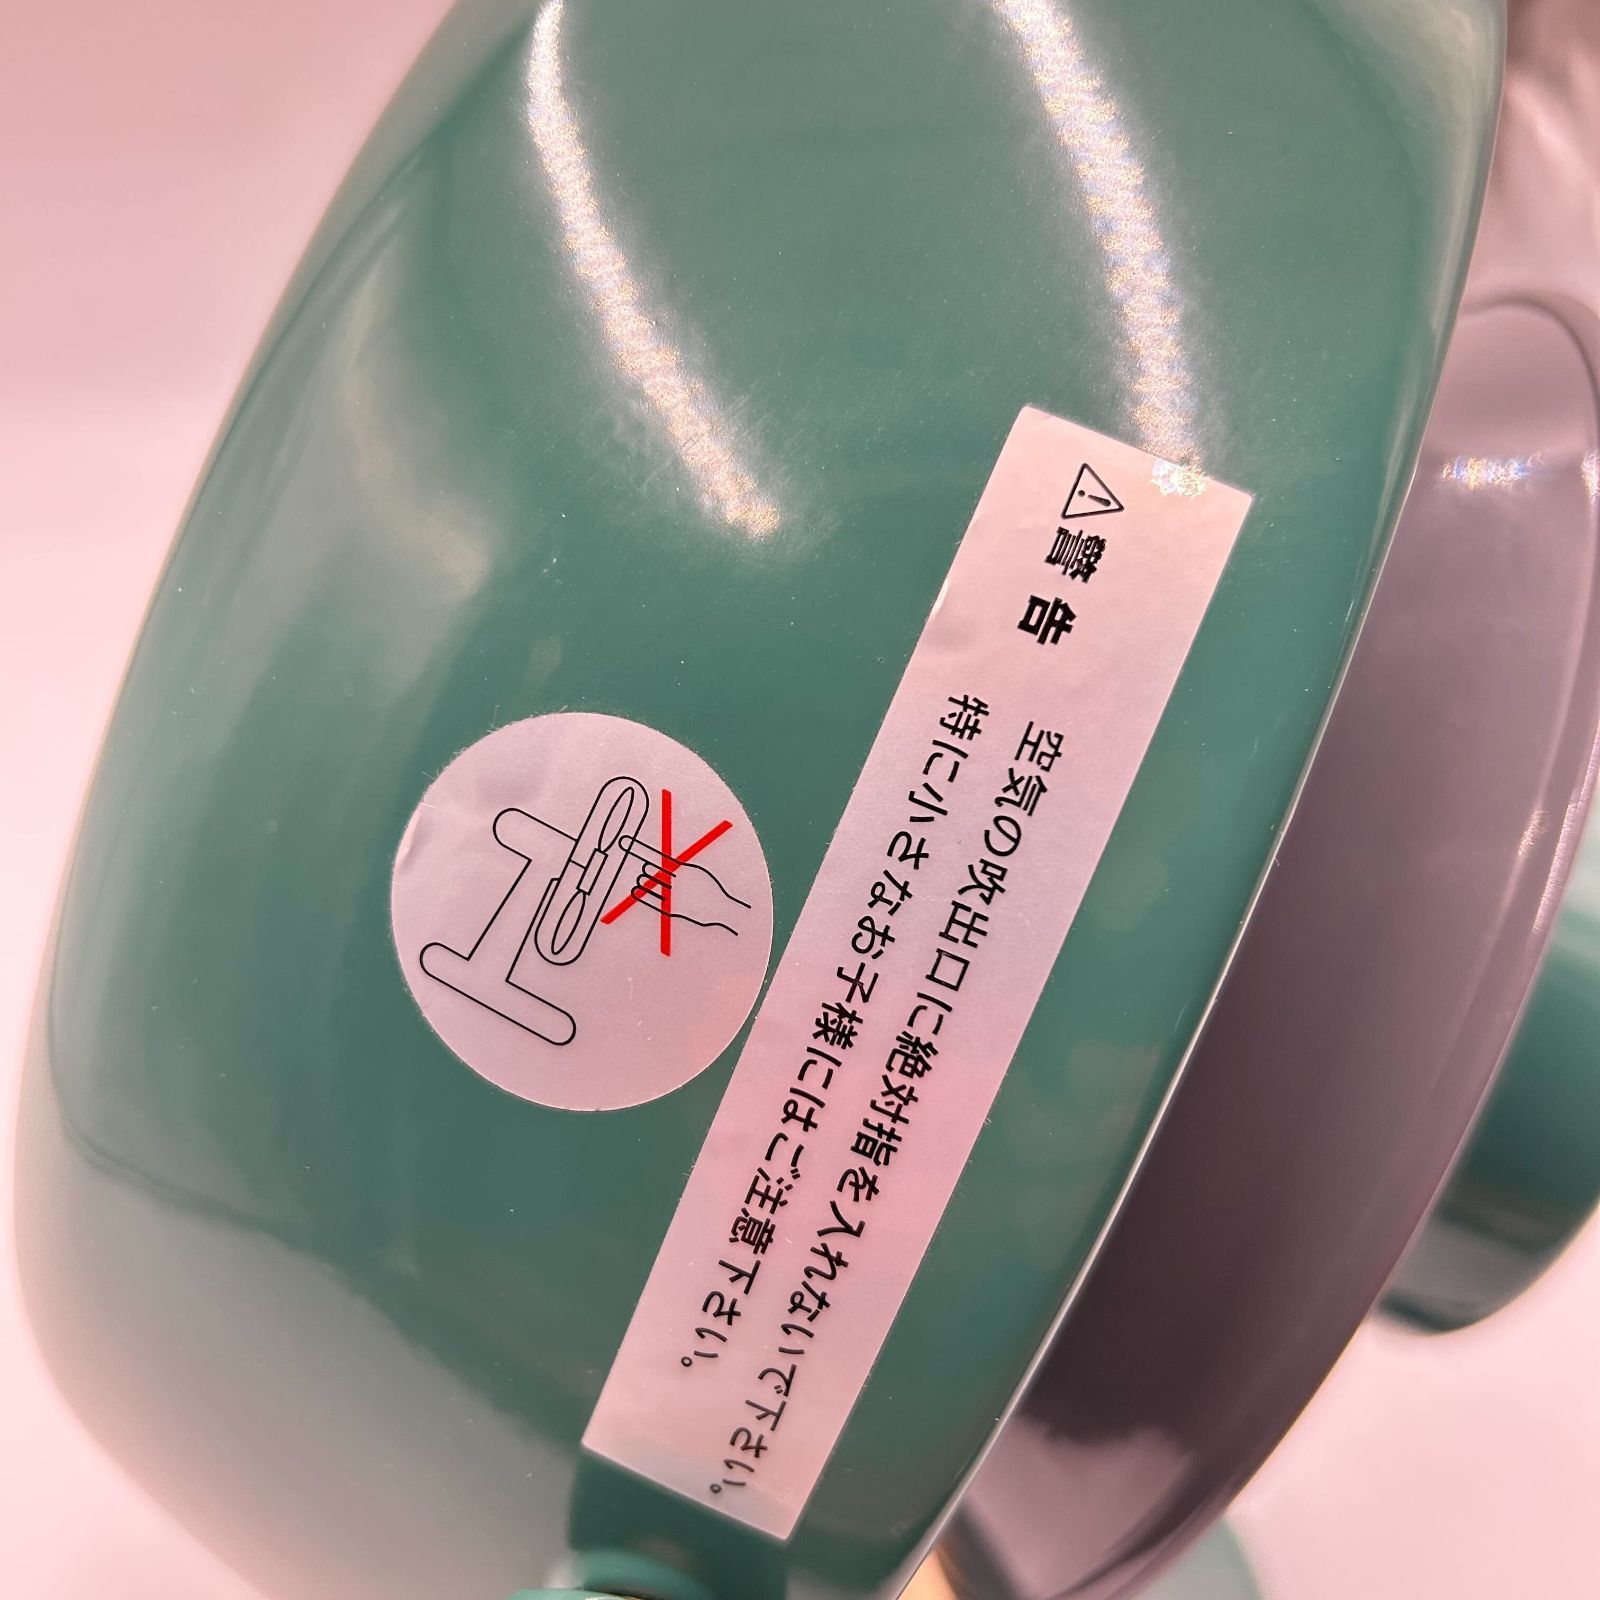 ⚠警告
空気の吹出口に絶対指を入れないで下さい。
特に小さなお子様にはご注意下さい。